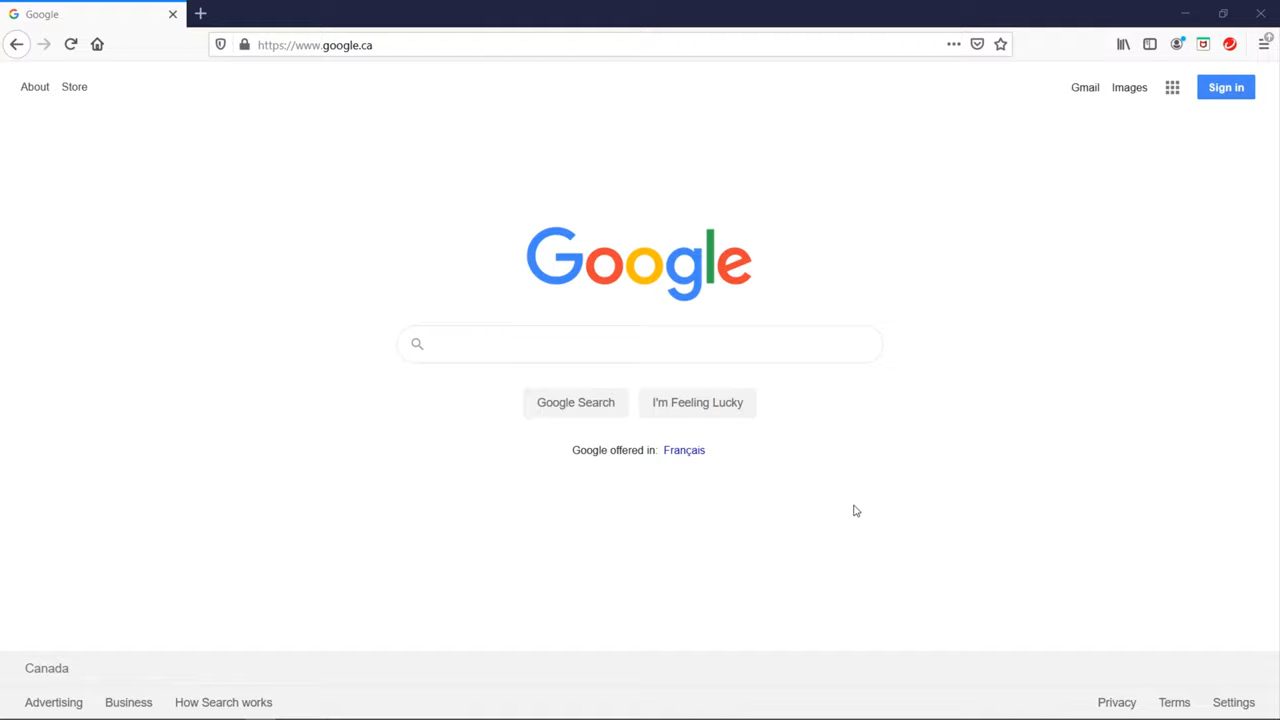 Google
https://www.google.ca
About Store
Gmail Images Sign in
Google
Google Search I'm Feeling Lucky
Google offered in: Français
Canada
Advertising Business How Search works
Privacy Terms Settings